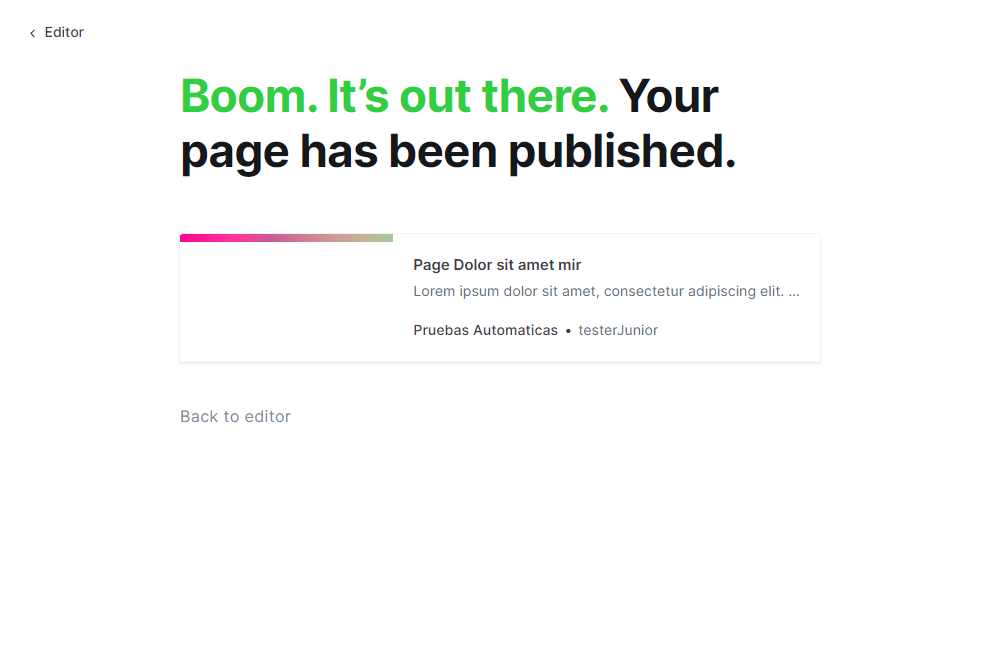 Editor
Boom. It’s out there. Your
page has been published.
Page Dolor sit amet mir
Lorem ipsum dolor sit amet, consectetur adipiscing elit. ...
Pruebas Automaticas • testerJunior
Back to editor